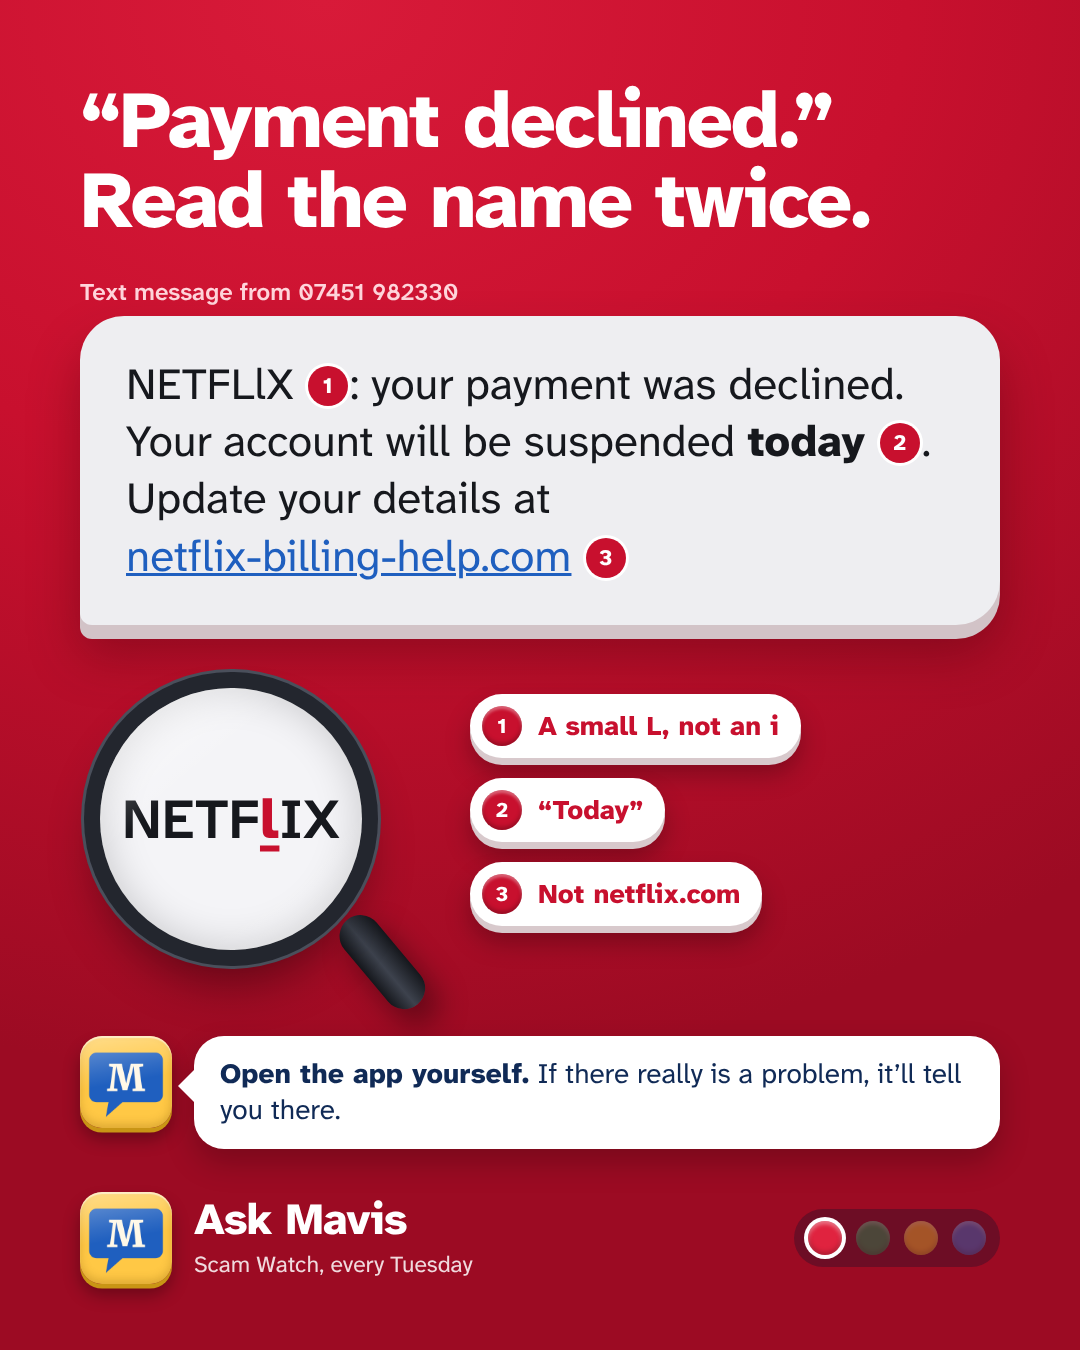 “Payment declined.”
Read the name twice.
Text message from 07451 982330
NETFLlX 1: your payment was declined.
Your account will be suspended today 2.
Update your details at
netflix-billing-help.com 3
NETFlIX
1 A small L, not an i
2 “Today”
3 Not netflix.com
M
Open the app yourself. If there really is a problem, it’ll tell
you there.
M
Ask Mavis
Scam Watch, every Tuesday